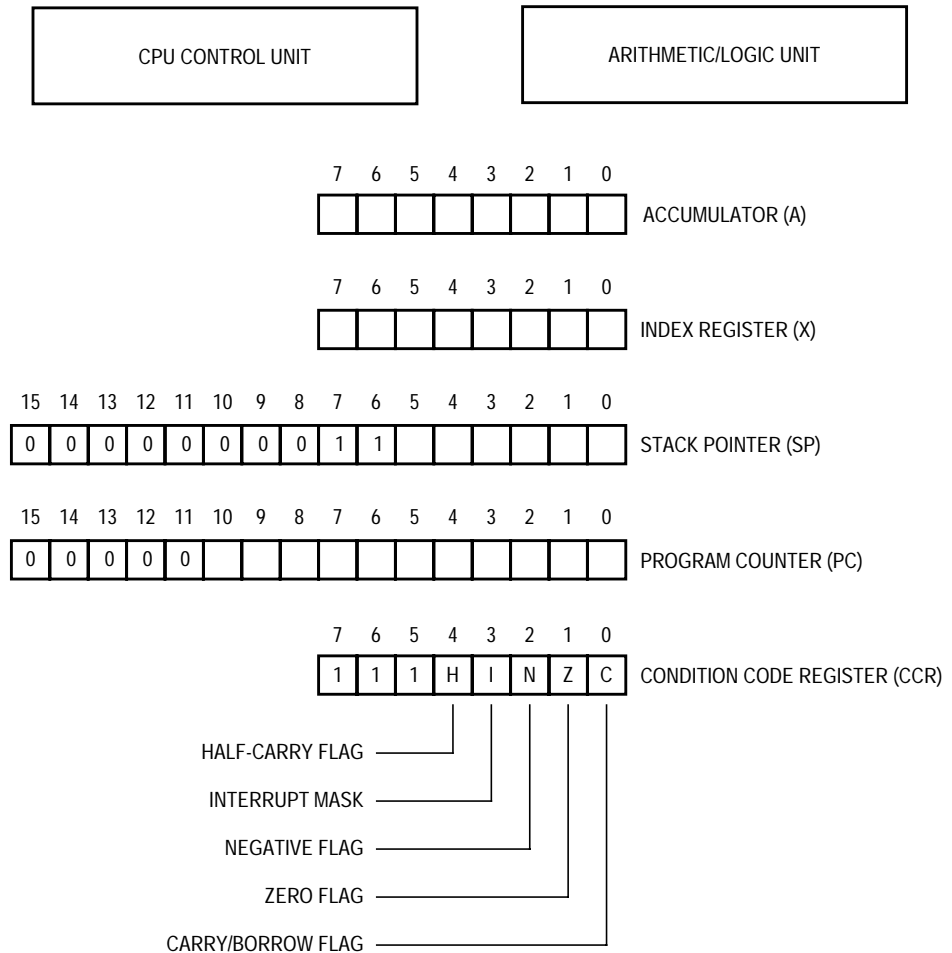 CPU CONTROL UNIT
ARITHMETIC/LOGIC UNIT
7 6 5 4 3 2 1 0
ACCUMULATOR (A)
7 6 5 4 3 2 1 0
INDEX REGISTER (X)
15 14 13 12 11 10 9 8 7 6 5 4 3 2 1 0
0 0 0 0 0 0 0 0 1 1 STACK POINTER (SP)
15 14 13 12 11 10 9 8 7 6 5 4 3 2 1 0
0 0 0 0 0 PROGRAM COUNTER (PC)
7 6 5 4 3 2 1 0
1 1 1 H I N Z C CONDITION CODE REGISTER (CCR)
HALF-CARRY FLAG
INTERRUPT MASK
NEGATIVE FLAG
ZERO FLAG
CARRY/BORROW FLAG